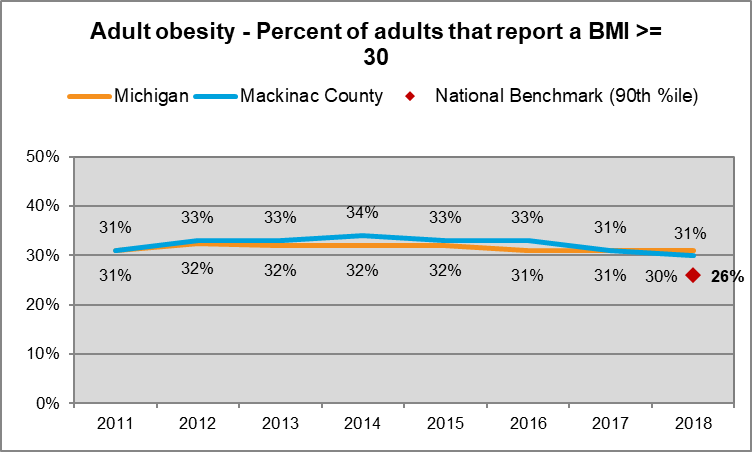 Adult obesity - Percent of adults that report a BMI >=
30
Michigan Mackinac County National Benchmark (90th %ile)
50%
40%
30%
20%
10%
0%
31% 33% 33% 34% 33% 33% 31% 31%
31% 32% 32% 32% 32% 31% 31% 30% 26%
2011 2012 2013 2014 2015 2016 2017 2018